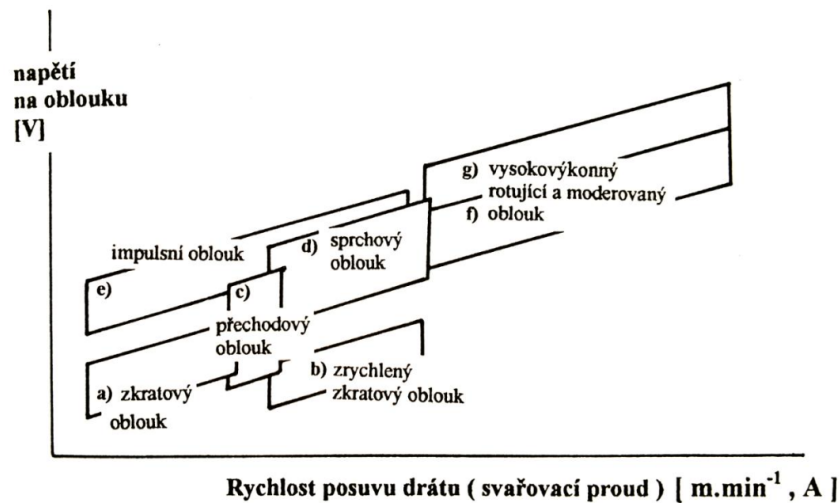 napětí
na oblouku
[V]
g) vysokovýkonný
rotující a moderovaný
f) oblouk
d) sprchový
oblouk
impulsní oblouk
e)
c)
přechodový
oblouk
b) zrychlený
zkratový oblouk
a) zkratový
oblouk
Rychlost posuvu drátu ( svařovací proud ) [ m.min⁻¹ , A ]